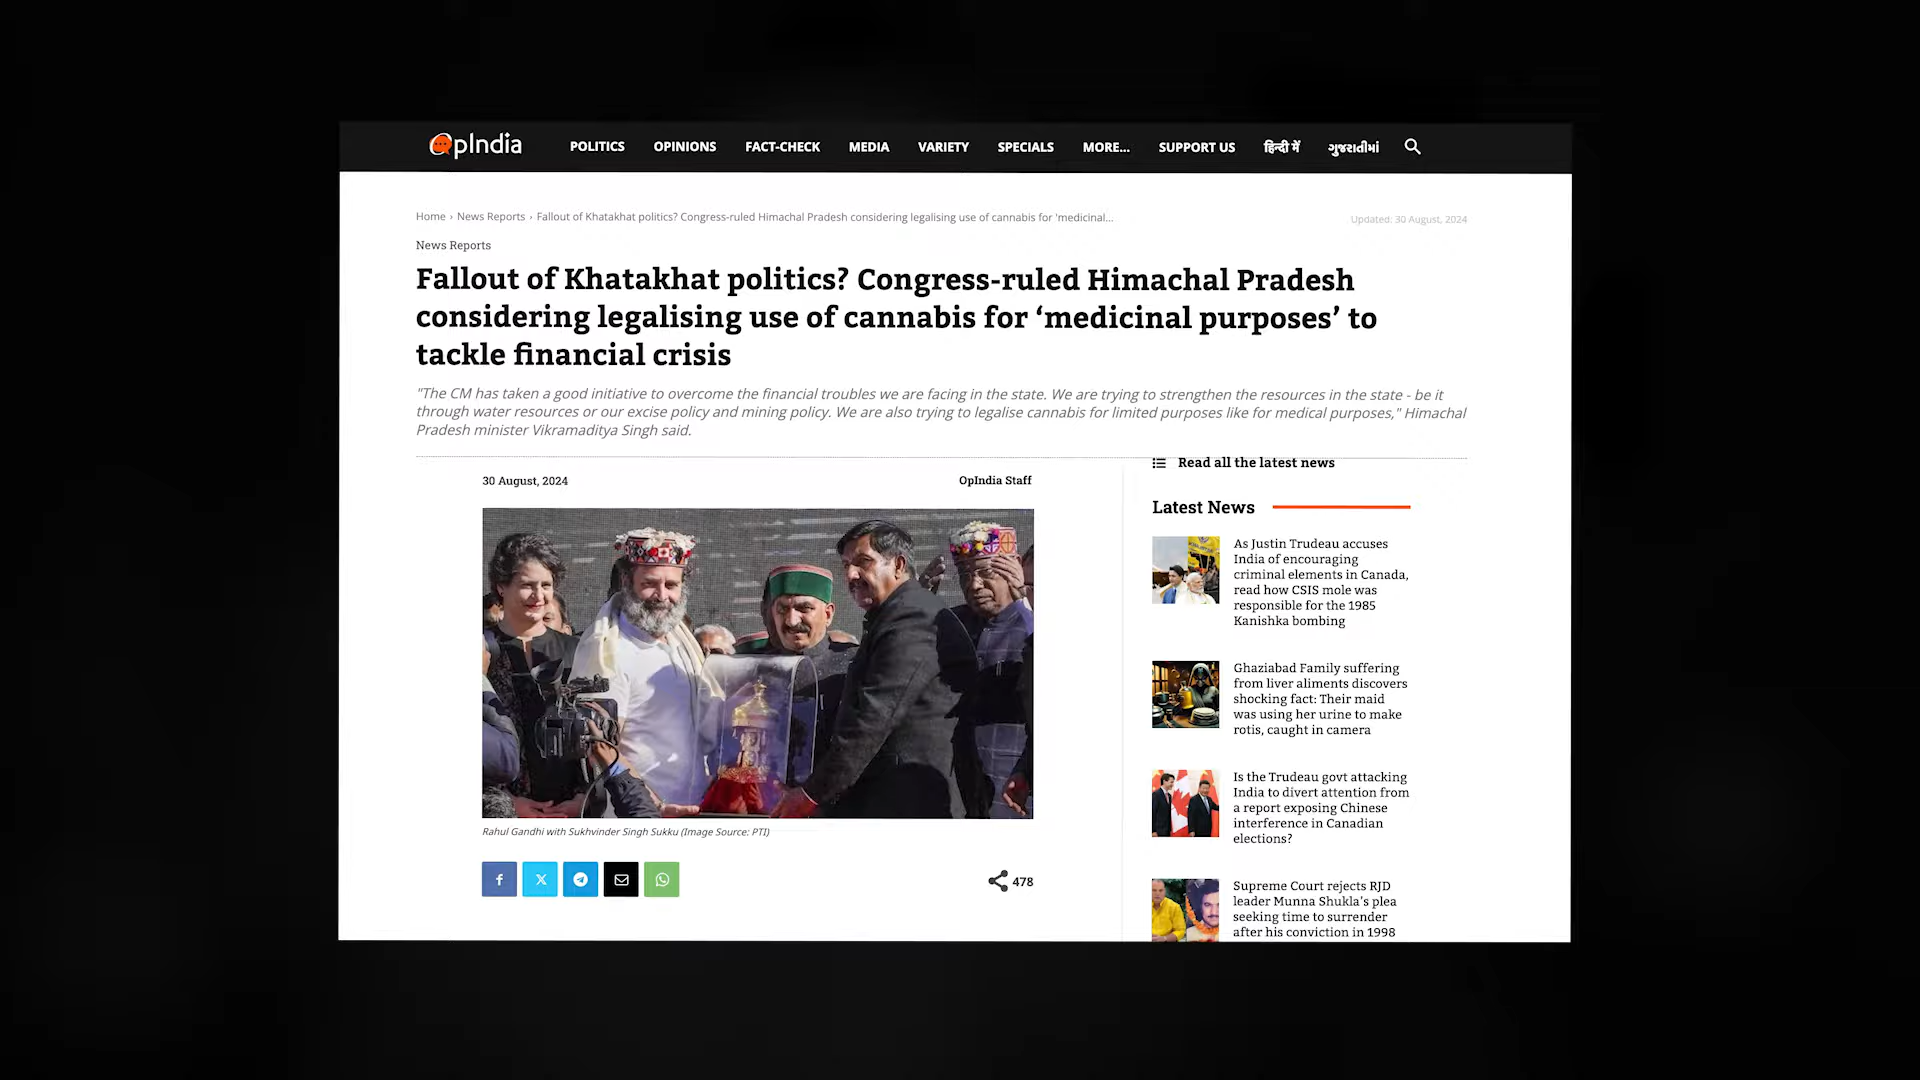 OpIndia
POLITICS OPINIONS FACT-CHECK MEDIA VARIETY SPECIALS MORE... SUPPORT US हिन्दी में ગુજરાતીમાં
Home › News Reports › Fallout of Khatakhat politics? Congress-ruled Himachal Pradesh considering legalising use of cannabis for 'medicinal...
Updated: 30 August, 2024
News Reports
Fallout of Khatakhat politics? Congress-ruled Himachal Pradesh
considering legalising use of cannabis for ‘medicinal purposes’ to
tackle financial crisis
"The CM has taken a good initiative to overcome the financial troubles we are facing in the state. We are trying to strengthen the resources in the state - be it
through water resources or our excise policy and mining policy. We are also trying to legalise cannabis for limited purposes like for medical purposes," Himachal
Pradesh minister Vikramaditya Singh said.
30 August, 2024
OpIndia Staff
Rahul Gandhi with Sukhvinder Singh Sukku (Image Source: PTI)
478
Read all the latest news
Latest News
As Justin Trudeau accuses
India of encouraging
criminal elements in Canada,
read how CSIS mole was
responsible for the 1985
Kanishka bombing
Ghaziabad Family suffering
from liver aliments discovers
shocking fact: Their maid
was using her urine to make
rotis, caught in camera
Is the Trudeau govt attacking
India to divert attention from
a report exposing Chinese
interference in Canadian
elections?
Supreme Court rejects RJD
leader Munna Shukla's plea
seeking time to surrender
after his conviction in 1998